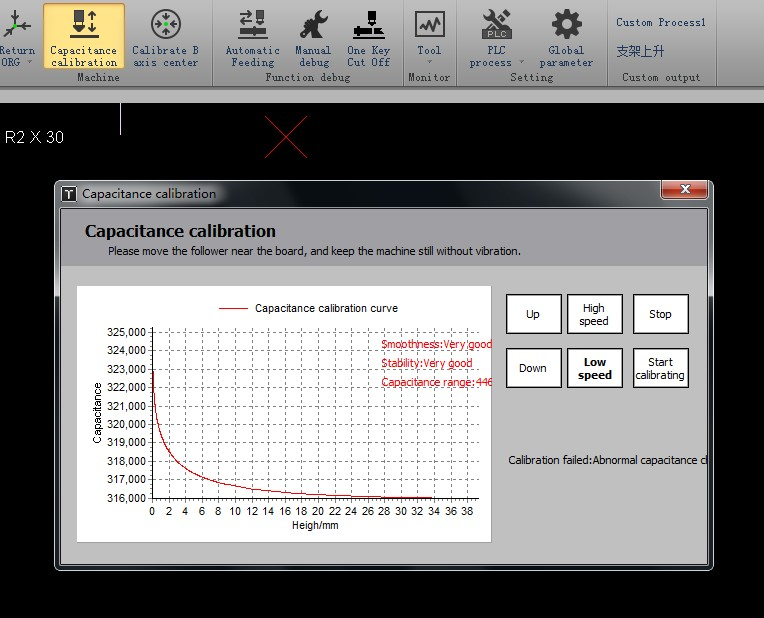 Return
ORG
Capacitance
calibration
Calibrate B
axis center
Automatic
Feeding
Manual
debug
One Key
Cut Off
Tool
PLC
PLC
process
Global
parameter
Custom Process1
支架上升
Machine
Function debug
Monitor
Setting
Custom output
R2 X 30
Capacitance calibration
X
Capacitance calibration
Please move the follower near the board, and keep the machine still without vibration.
Capacitance calibration curve
325,000
324,000
323,000
322,000
321,000
320,000
319,000
318,000
317,000
316,000
Capacitance
Smoothness:Very good
Stability:Very good
Capacitance range:446
0 2 4 6 8 10 12 14 16 18 20 22 24 26 28 30 32 34 36 38
Heigh/mm
Up
High
speed
Stop
Down
Low
speed
Start
calibrating
Calibration failed:Abnormal capacitance